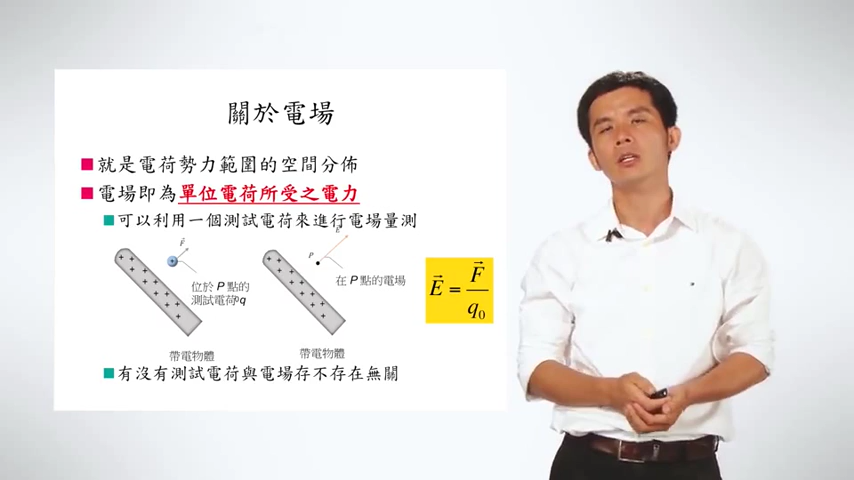 關於電場
就是電荷勢力範圍的空間分佈
電場即為單位電荷所受之電力
可以利用一個測試電荷來進行電場量測
F
E
P
位於 P 點的
測試電荷q
在 P 點的電場
E = F / q0
帶電物體
帶電物體
有沒有測試電荷與電場存不存在無關